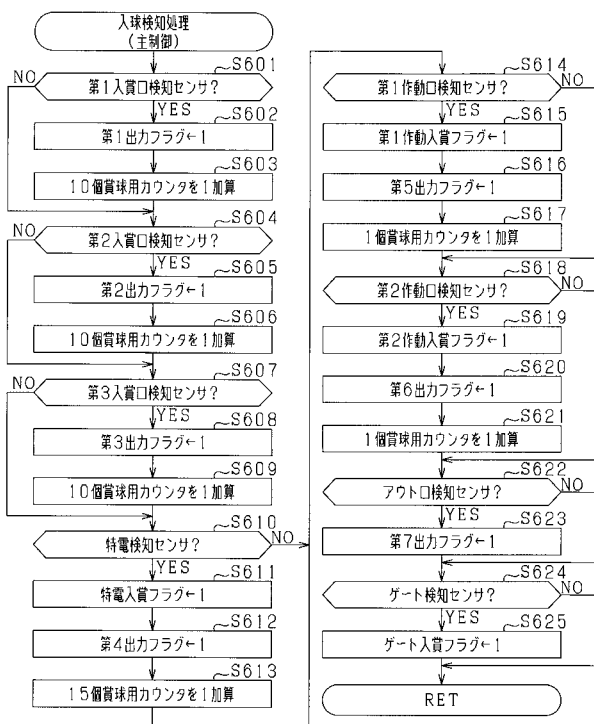 入球検知処理
(主制御)
S601
第1入賞口検知センサ?
NO
YES
S602
第1出力フラグ←1
S603
10個賞球用カウンタを1加算
S604
第2入賞口検知センサ?
NO
YES
S605
第2出力フラグ←1
S606
10個賞球用カウンタを1加算
S607
第3入賞口検知センサ?
NO
YES
S608
第3出力フラグ←1
S609
10個賞球用カウンタを1加算
S610
特電検知センサ?
NO
YES
S611
特電入賞フラグ←1
S612
第4出力フラグ←1
S613
15個賞球用カウンタを1加算
S614
第1作動口検知センサ?
NO
YES
S615
第1作動入賞フラグ←1
S616
第5出力フラグ←1
S617
1個賞球用カウンタを1加算
S618
第2作動口検知センサ?
NO
YES
S619
第2作動入賞フラグ←1
S620
第6出力フラグ←1
S621
1個賞球用カウンタを1加算
S622
アウト口検知センサ?
NO
YES
S623
第7出力フラグ←1
S624
ゲート検知センサ?
NO
YES
S625
ゲート入賞フラグ←1
RET